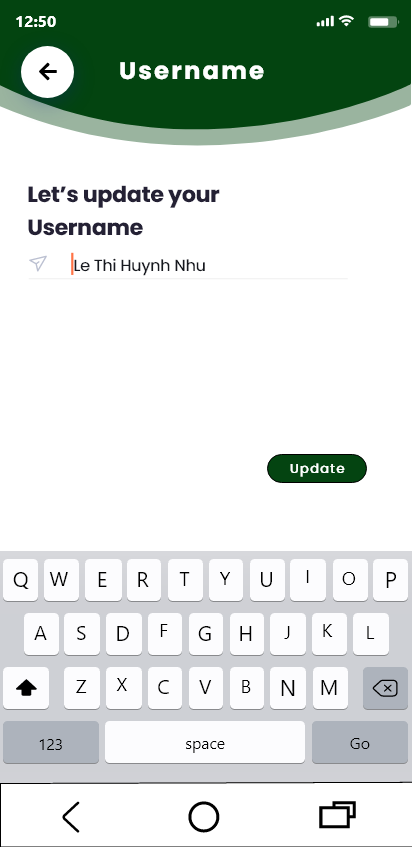 12:50
Username
Let's update your
Username
Le Thi Huynh Nhu
Update
Q W E R T Y U I O P
A S D F G H J K L
Z X C V B N M
123 space Go